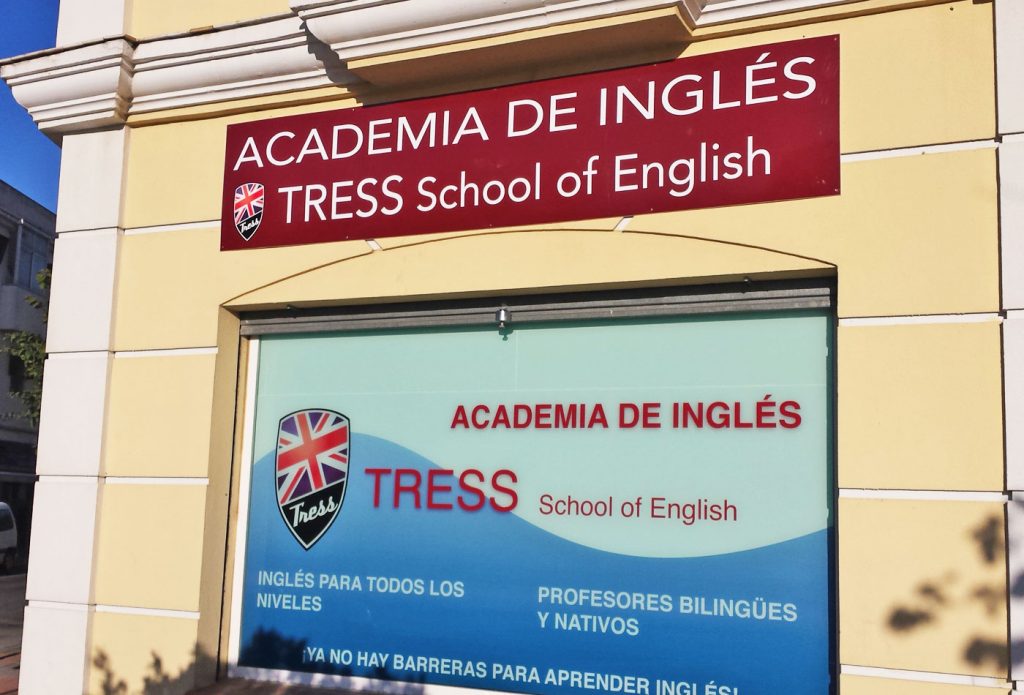 ACADEMIA DE INGLÉS
Tress
TRESS School of English
ACADEMIA DE INGLÉS
Tress
TRESS School of English
INGLÉS PARA TODOS LOS
NIVELES
PROFESORES BILINGÜES
Y NATIVOS
¡YA NO HAY BARRERAS PARA APRENDER INGLÉS!